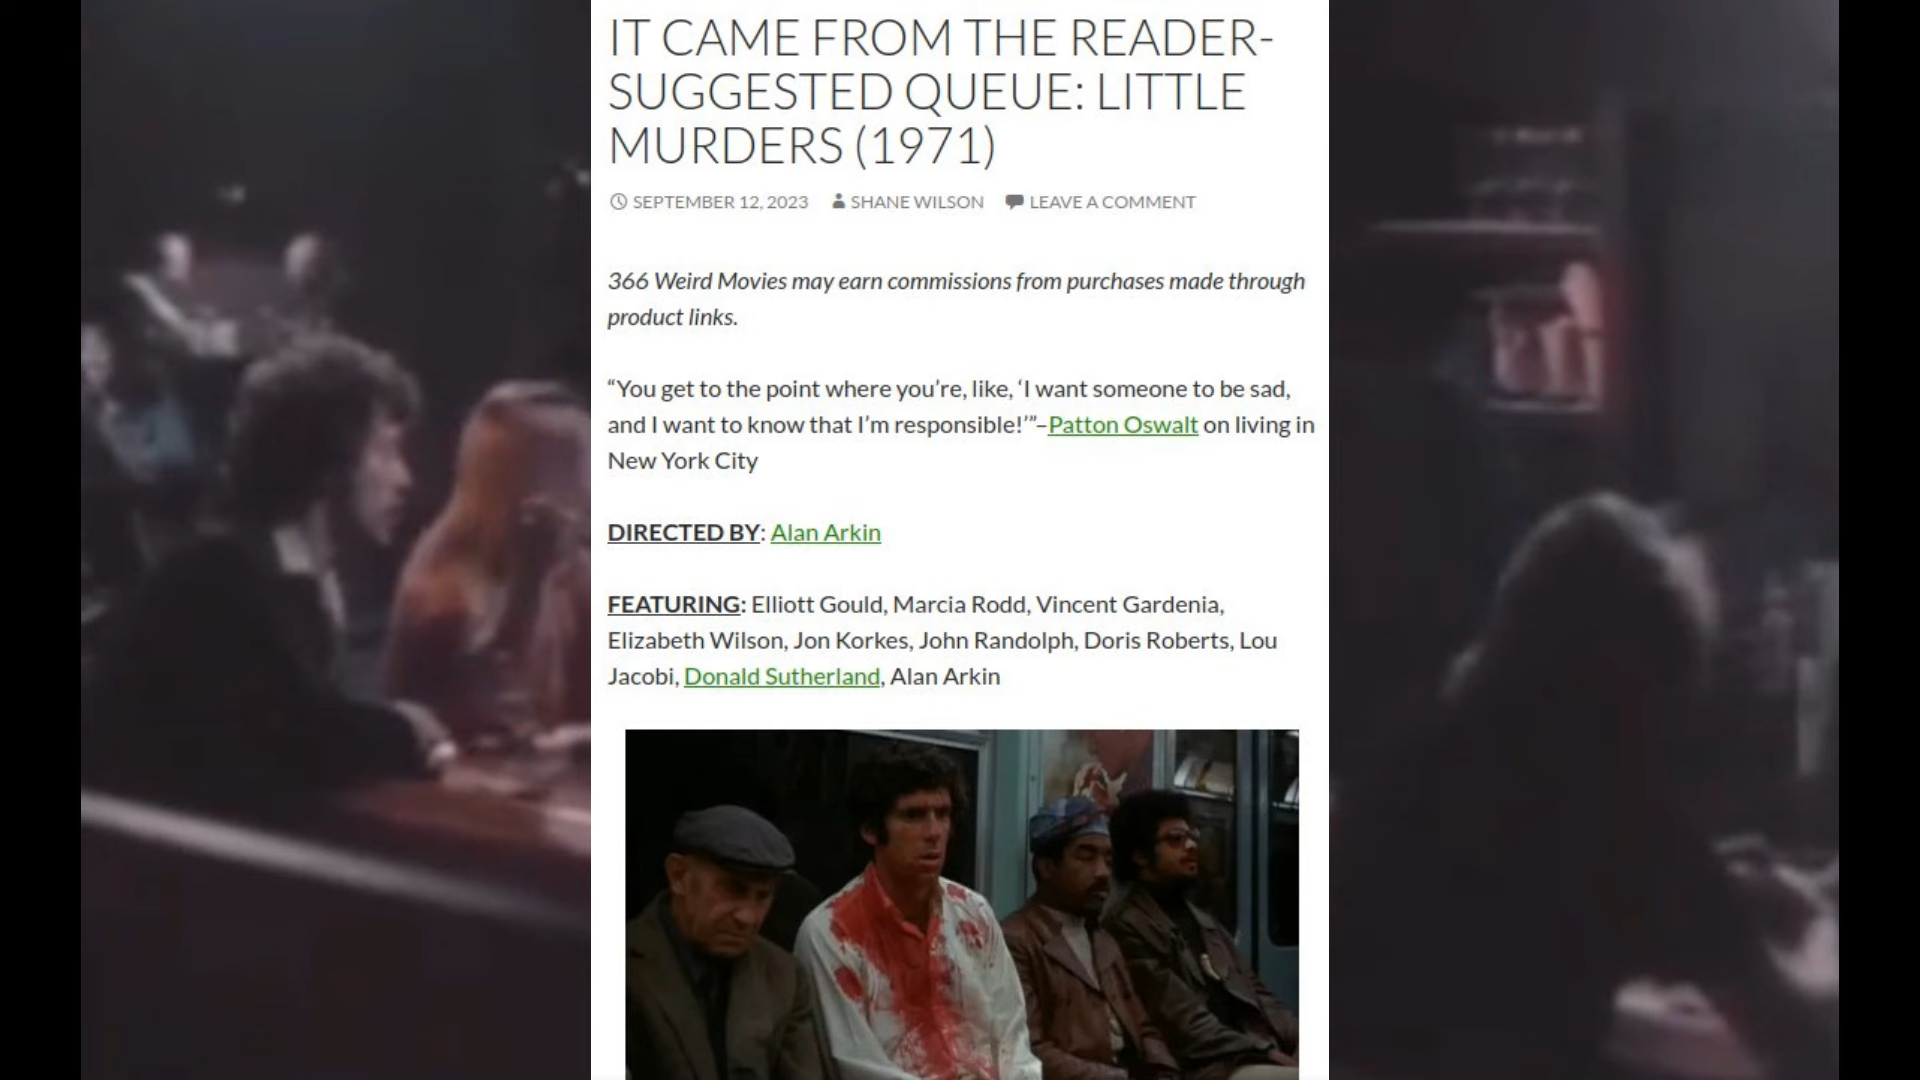 IT CAME FROM THE READER-
SUGGESTED QUEUE: LITTLE
MURDERS (1971)
SEPTEMBER 12, 2023 SHANE WILSON LEAVE A COMMENT
366 Weird Movies may earn commissions from purchases made through
product links.
“You get to the point where you’re, like, ‘I want someone to be sad,
and I want to know that I’m responsible!’”–Patton Oswalt on living in
New York City
DIRECTED BY: Alan Arkin
FEATURING: Elliott Gould, Marcia Rodd, Vincent Gardenia,
Elizabeth Wilson, Jon Korkes, John Randolph, Doris Roberts, Lou
Jacobi, Donald Sutherland, Alan Arkin